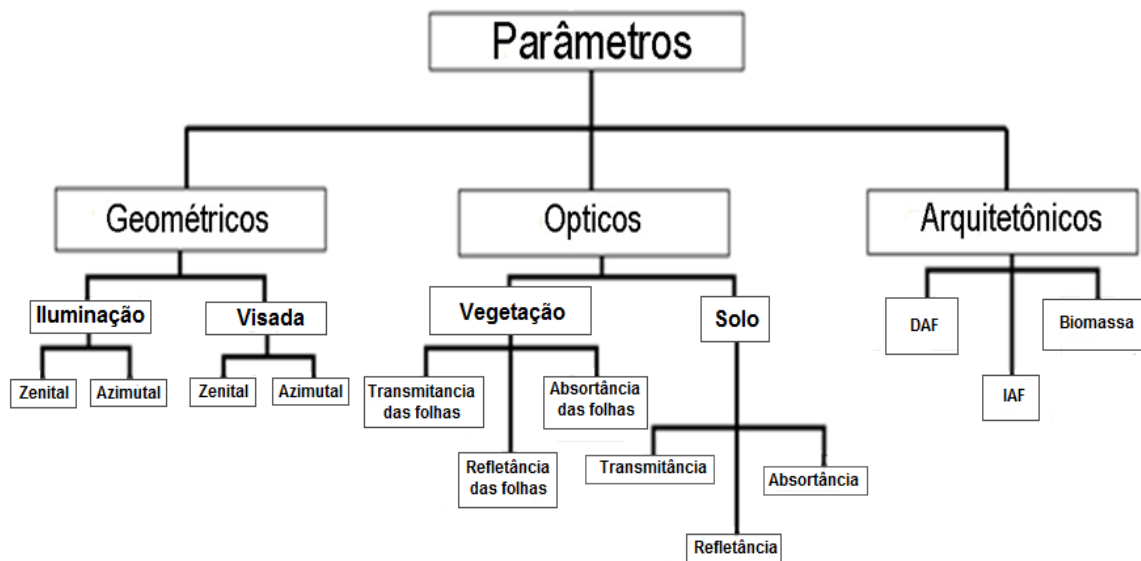 Parâmetros
Geométricos
Opticos
Arquitetônicos
Iluminação
Visada
Vegetação
Solo
DAF
Biomassa
IAF
Zenital
Azimutal
Zenital
Azimutal
Transmitancia
das folhas
Absortância
das folhas
Refletância
das folhas
Transmitância
Absortância
Refletância